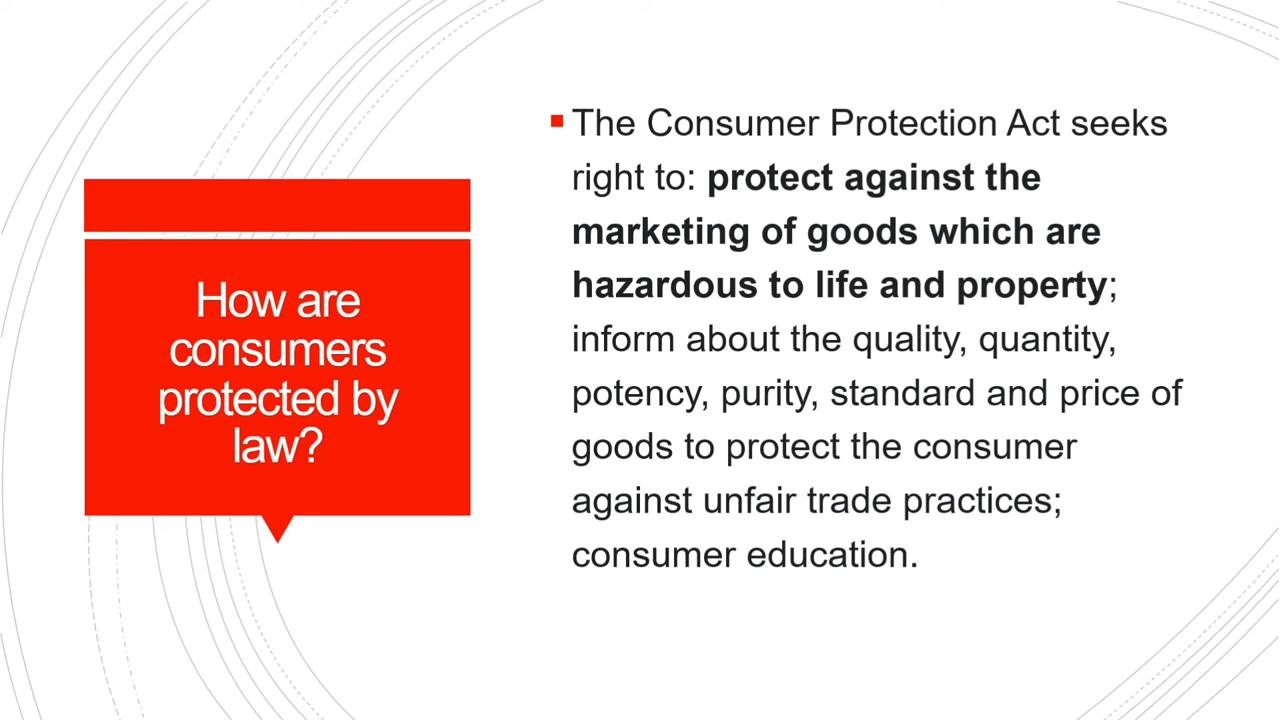 How are
consumers
protected by
law?
The Consumer Protection Act seeks
right to: protect against the
marketing of goods which are
hazardous to life and property;
inform about the quality, quantity,
potency, purity, standard and price of
goods to protect the consumer
against unfair trade practices;
consumer education.